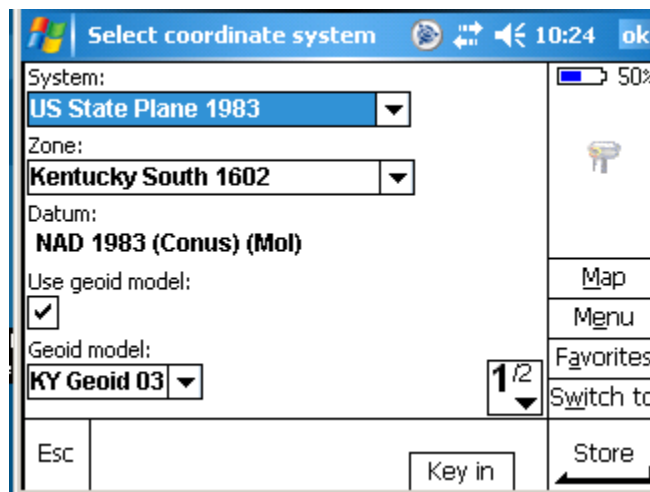 Select coordinate system 10:24 ok
System:
US State Plane 1983
50%
Zone:
Kentucky South 1602
Datum:
NAD 1983 (Conus) (Mol)
Use geoid model:
Map
Menu
Geoid model:
KY Geoid 03
1/2
Favorites
Switch to
Esc
Key in
Store